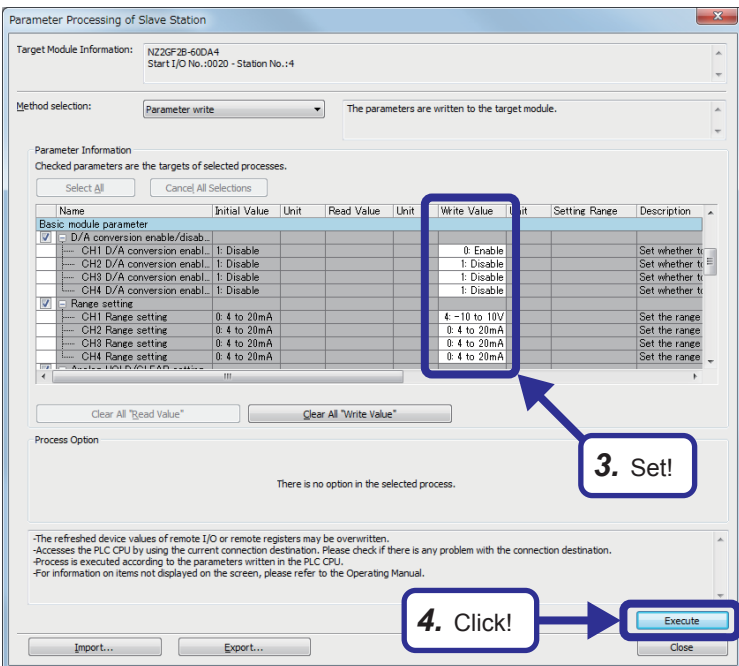 Parameter Processing of Slave Station
Target Module Information: NZ2GF2B-60DA4
Start I/O No.:0020 - Station No.:4
Method selection: Parameter write The parameters are written to the target module.
Parameter Information
Checked parameters are the targets of selected processes.
Select All Cancel All Selections
Name Initial Value Unit Read Value Unit Write Value Unit Setting Range Description
Basic module parameter
D/A conversion enable/disab...
CH1 D/A conversion enabl... 1: Disable 0: Enable Set whether to
CH2 D/A conversion enabl... 1: Disable 1: Disable Set whether to
CH3 D/A conversion enabl... 1: Disable 1: Disable Set whether to
CH4 D/A conversion enabl... 1: Disable 1: Disable Set whether to
Range setting
CH1 Range setting 0: 4 to 20mA 4: -10 to 10V Set the range
CH2 Range setting 0: 4 to 20mA 0: 4 to 20mA Set the range
CH3 Range setting 0: 4 to 20mA 0: 4 to 20mA Set the range
CH4 Range setting 0: 4 to 20mA 0: 4 to 20mA Set the range
Clear All "Read Value" Clear All "Write Value"
3. Set!
Process Option
There is no option in the selected process.
-The refreshed device values of remote I/O or remote registers may be overwritten.
-Accesses the PLC CPU by using the current connection destination. Please check if there is any problem with the connection destination.
-Process is executed according to the parameters written in the PLC CPU.
-For information on items not displayed on the screen, please refer to the Operating Manual.
4. Click!
Execute
Import... Export... Close